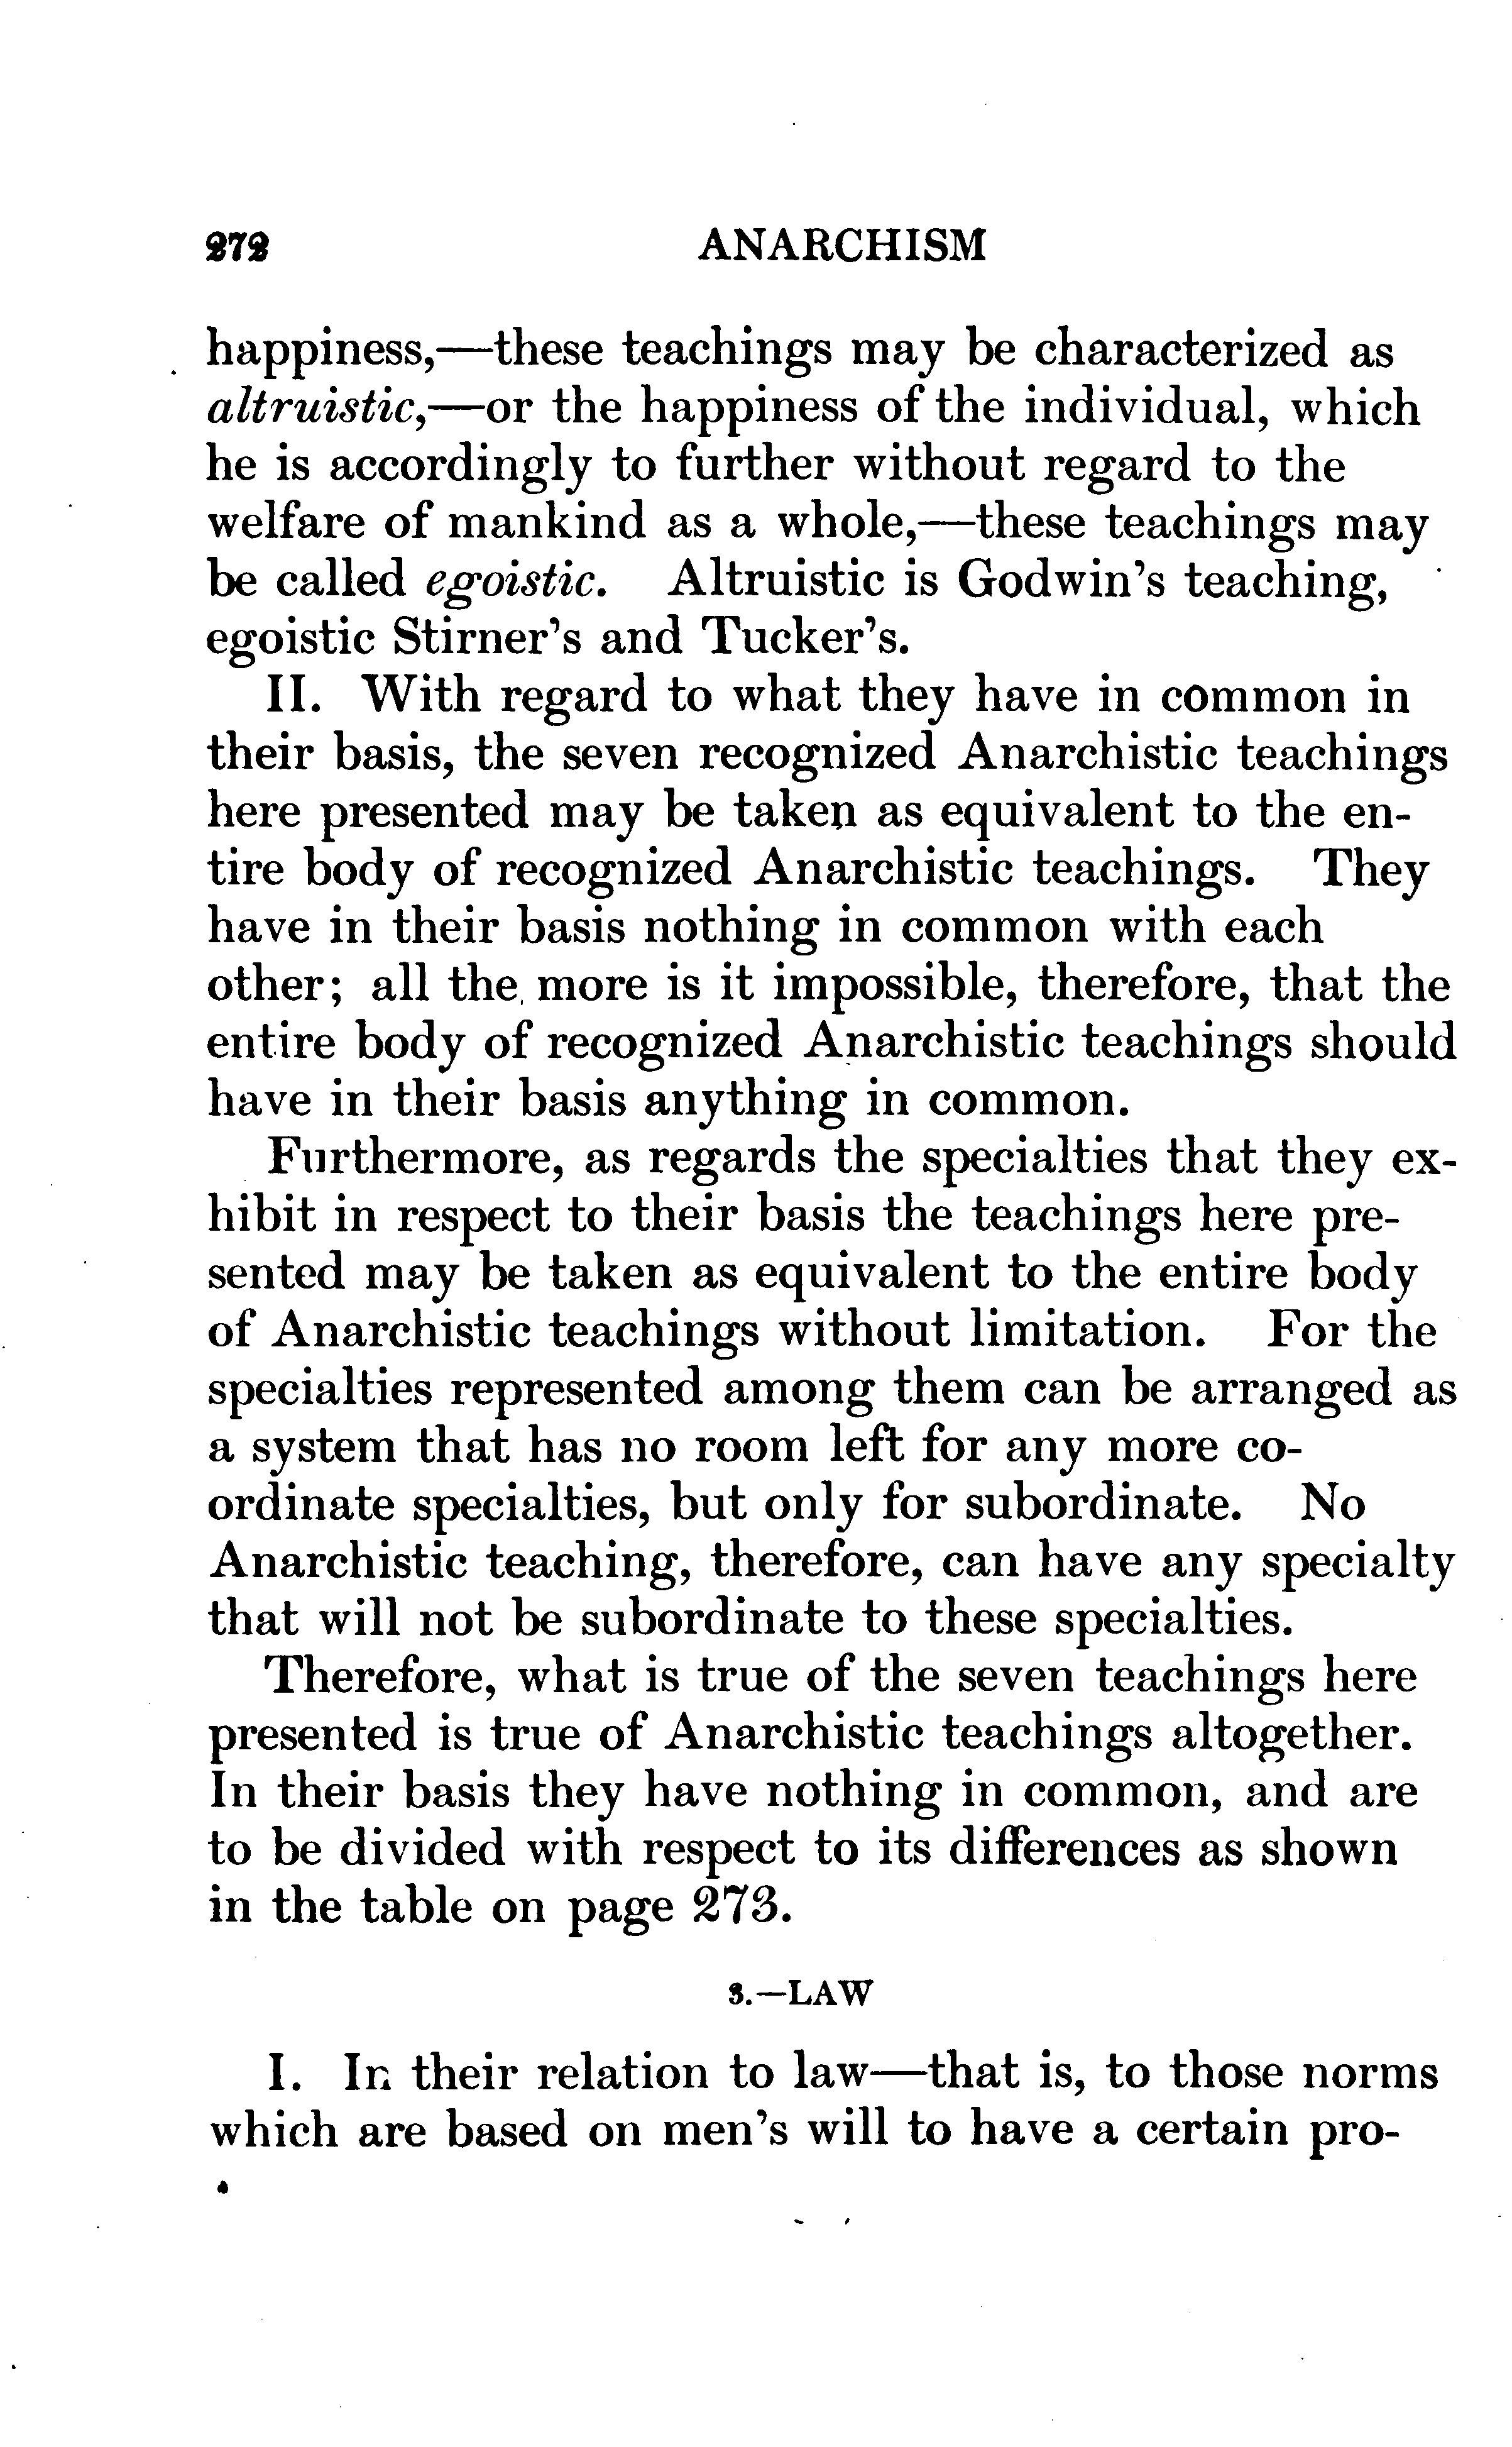 272 ANARCHISM
happiness,—these teachings may be characterized as
altruistic,—or the happiness of the individual, which
he is accordingly to further without regard to the
welfare of mankind as a whole,—these teachings may
be called egoistic. Altruistic is Godwin's teaching,
egoistic Stirner's and Tucker's.
II. With regard to what they have in common in
their basis, the seven recognized Anarchistic teachings
here presented may be taken as equivalent to the en-
tire body of recognized Anarchistic teachings. They
have in their basis nothing in common with each
other; all the more is it impossible, therefore, that the
entire body of recognized Anarchistic teachings should
have in their basis anything in common.
Furthermore, as regards the specialties that they ex-
hibit in respect to their basis the teachings here pre-
sented may be taken as equivalent to the entire body
of Anarchistic teachings without limitation. For the
specialties represented among them can be arranged as
a system that has no room left for any more co-
ordinate specialties, but only for subordinate. No
Anarchistic teaching, therefore, can have any specialty
that will not be subordinate to these specialties.
Therefore, what is true of the seven teachings here
presented is true of Anarchistic teachings altogether.
In their basis they have nothing in common, and are
to be divided with respect to its differences as shown
in the table on page 273.
3.—LAW
I. In their relation to law—that is, to those norms
which are based on men's will to have a certain pro-